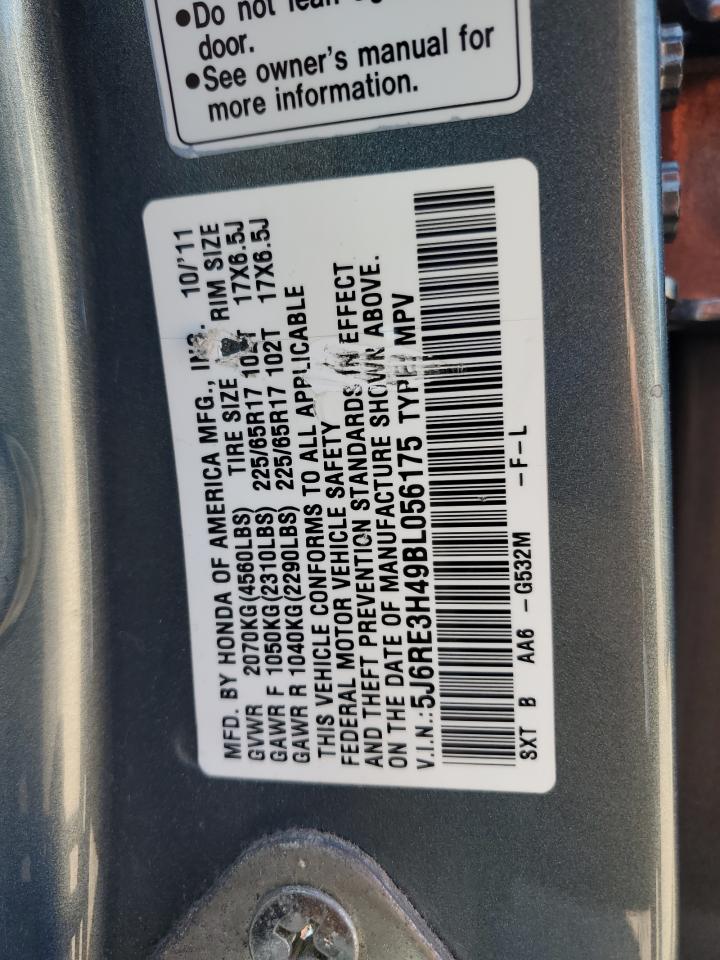 ●Do not lean
door.
●See owner's manual for
more information.
MFD. BY HONDA OF AMERICA MFG., INC. 10/'11
GVWR 2070KG(4560LBS) TIRE SIZE RIM SIZE
GAWR F 1050KG(2310LBS) 225/65R17 102T 17X6.5J
GAWR R 1040KG(2290LBS) 225/65R17 102T 17X6.5J
THIS VEHICLE CONFORMS TO ALL APPLICABLE
FEDERAL MOTOR VEHICLE SAFETY
AND THEFT PREVENTION STANDARDS IN EFFECT
ON THE DATE OF MANUFACTURE SHOWN ABOVE.
V.I.N.:5J6RE3H49BL056175 TYPE: MPV
SXT B AA6 -G532M -F-L